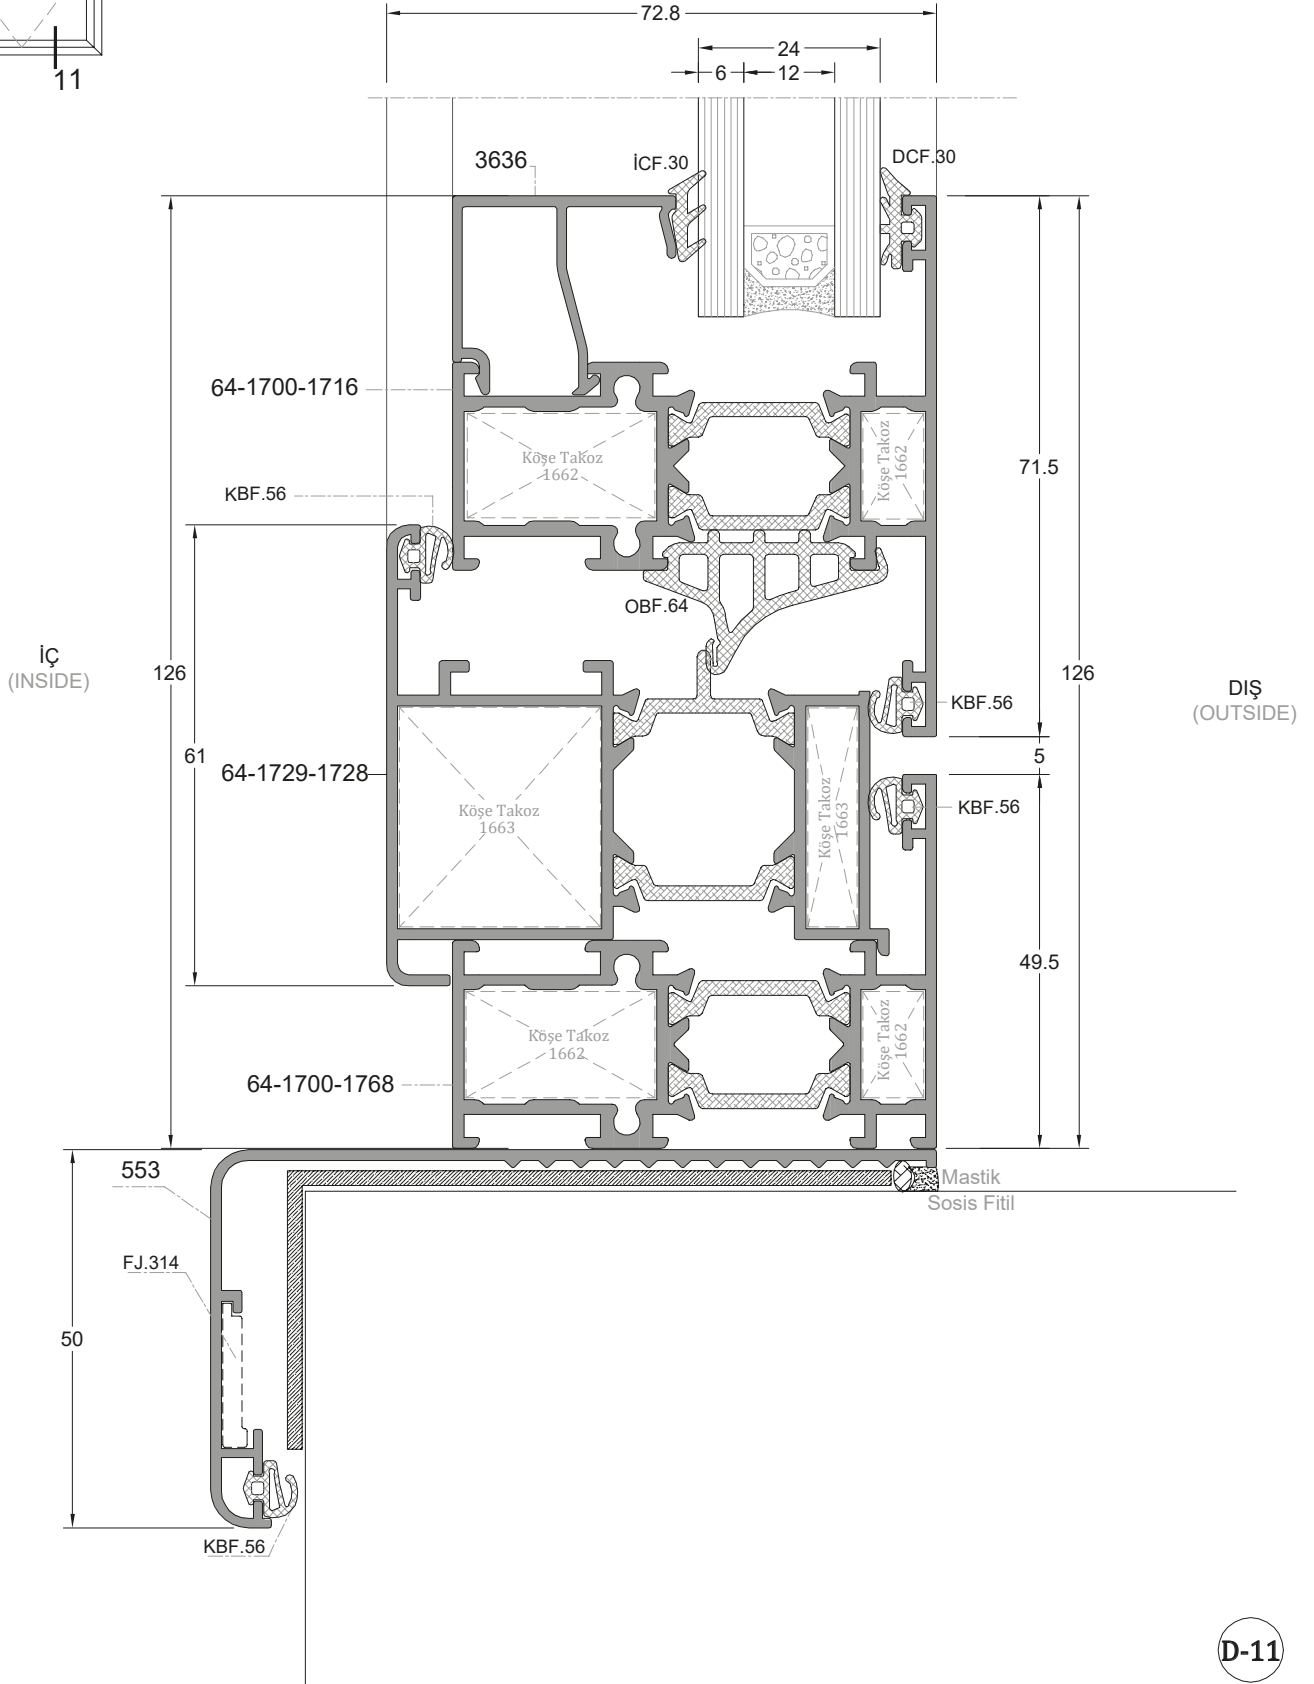 72.8
24
6
12
11
3636
İCF.30
DCF.30
64-1700-1716
Köşe Takoz
1662
Köşe Takoz
1662
71.5
KBF.56
OBF.64
İÇ
(INSIDE)
126
126
DIŞ
(OUTSIDE)
KBF.56
5
61
64-1729-1728
Köşe Takoz
1663
Köşe Takoz
1663
KBF.56
49.5
Köşe Takoz
1662
Köşe Takoz
1662
64-1700-1768
553
Mastik
Sosis Fitil
FJ.314
50
KBF.56
D-11